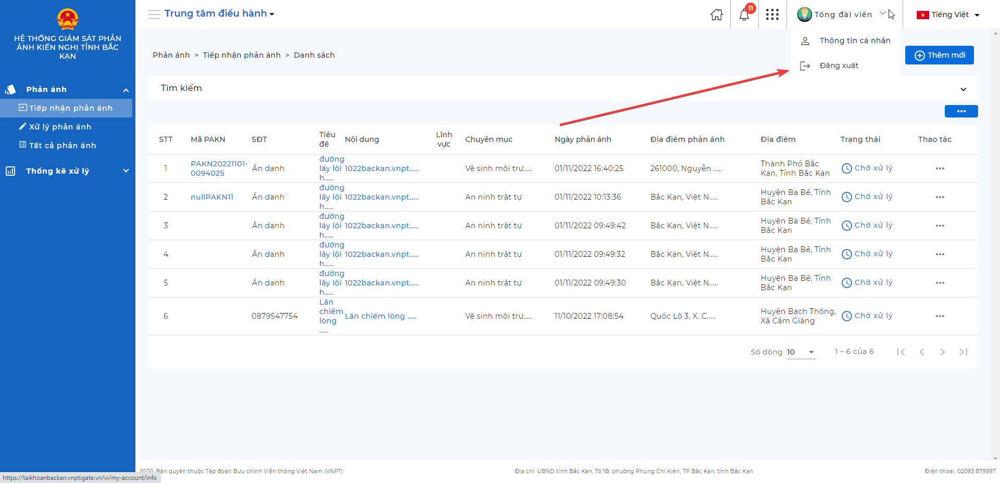 HỆ THỐNG GIÁM SÁT PHẢN
ÁNH KIẾN NGHỊ TỈNH BẮC
KẠN
Phản ánh
Tiếp nhận phản ánh
Xử lý phản ánh
Tất cả phản ánh
Thống kê xử lý
Trung tâm điều hành
11
Tổng đài viên
Tiếng Việt
Thông tin cá nhân
Đăng xuất
Phản ánh > Tiếp nhận phản ánh > Danh sách
Thêm mới
Tìm kiếm
STT Mã PAKN SĐT Tiêu đề Nội dung Lĩnh vực Chuyên mục Ngày phản ánh Địa điểm phản ánh Địa điểm Trạng thái Thao tác
1 PAKN20221101-0094025 Ẩn danh đường lầy lội h..... 1022backan.vnpt..... Vệ sinh môi trư..... 01/11/2022 16:40:25 261000, Nguyễn ..... Thành Phố Bắc Kạn, Tỉnh Bắc Kạn Chờ xử lý
2 nullPAKN11 Ẩn danh đường lầy lội h..... 1022backan.vnpt..... An ninh trật tự 01/11/2022 10:13:36 Bắc Kạn, Việt N..... Huyện Ba Bể, Tỉnh Bắc Kạn Chờ xử lý
3 Ẩn danh đường lầy lội h..... 1022backan.vnpt..... An ninh trật tự 01/11/2022 09:49:42 Bắc Kạn, Việt N..... Huyện Ba Bể, Tỉnh Bắc Kạn Chờ xử lý
4 Ẩn danh đường lầy lội h..... 1022backan.vnpt..... An ninh trật tự 01/11/2022 09:49:32 Bắc Kạn, Việt N..... Huyện Ba Bể, Tỉnh Bắc Kạn Chờ xử lý
5 Ẩn danh đường lầy lội h..... 1022backan.vnpt..... An ninh trật tự 01/11/2022 09:49:30 Bắc Kạn, Việt N..... Huyện Ba Bể, Tỉnh Bắc Kạn Chờ xử lý
6 0879547754 Lấn chiếm lòng ..... Lấn chiếm lòng ..... Vệ sinh môi trư..... 11/10/2022 17:08:54 Quốc Lộ 3, X. C..... Huyện Bạch Thông, Xã Cẩm Giàng Chờ xử lý
Số dòng 10 1 – 6 của 6
2020. Bản quyền thuộc Tập đoàn Bưu chính Viễn thông Việt Nam (VNPT)
Địa chỉ: UBND tỉnh Bắc Kạn, Tổ 1B, phường Phùng Chí Kiên, TP Bắc Kạn, tỉnh Bắc Kạn
Điện thoại: 02093 879997
https://taikhoanbackan.vnptigate.vn/vi/my-account/info